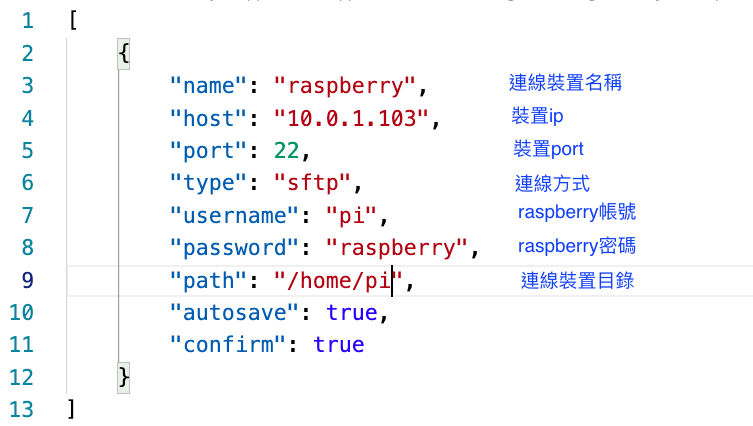 1 [
2 {
3 "name": "raspberry", 連線裝置名稱
4 "host": "10.0.1.103", 裝置ip
5 "port": 22, 裝置port
6 "type": "sftp", 連線方式
7 "username": "pi", raspberry帳號
8 "password": "raspberry", raspberry密碼
9 "path": "/home/pi", 連線裝置目錄
10 "autosave": true,
11 "confirm": true
12 }
13 ]